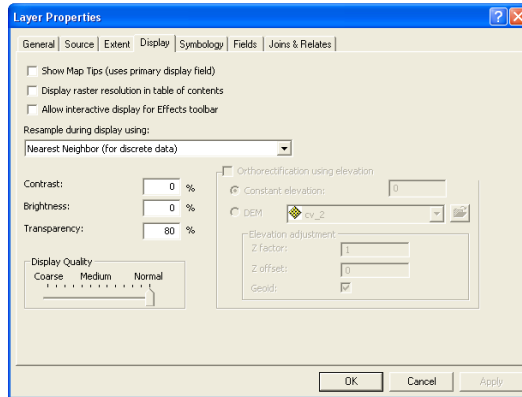 Layer Properties
General Source Extent Display Symbology Fields Joins & Relates
Show Map Tips (uses primary display field)
Display raster resolution in table of contents
Allow interactive display for Effects toolbar
Resample during display using:
Nearest Neighbor (for discrete data)
Contrast: 0 %
Brightness: 0 %
Transparency: 80 %
Display Quality
Coarse Medium Normal
Orthorectification using elevation
Constant elevation: 0
DEM cv_2
Elevation adjustment
Z factor: 1
Z offset: 0
Geoid:
OK Cancel Apply